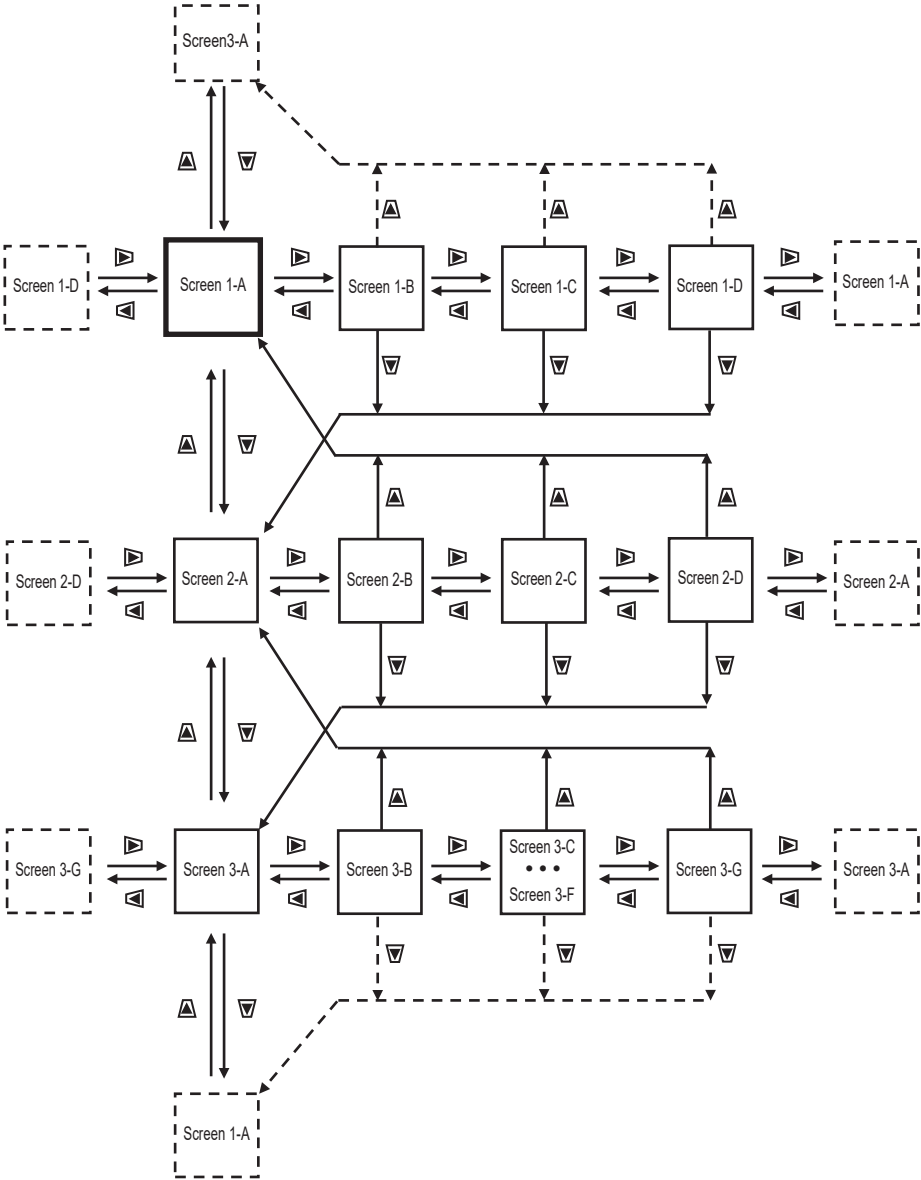 Screen3-A
Screen 1-D
Screen 1-A
Screen 1-B
Screen 1-C
Screen 1-D
Screen 1-A
Screen 2-D
Screen 2-A
Screen 2-B
Screen 2-C
Screen 2-D
Screen 2-A
Screen 3-G
Screen 3-A
Screen 3-B
Screen 3-C
•••
Screen 3-F
Screen 3-G
Screen 3-A
Screen 1-A